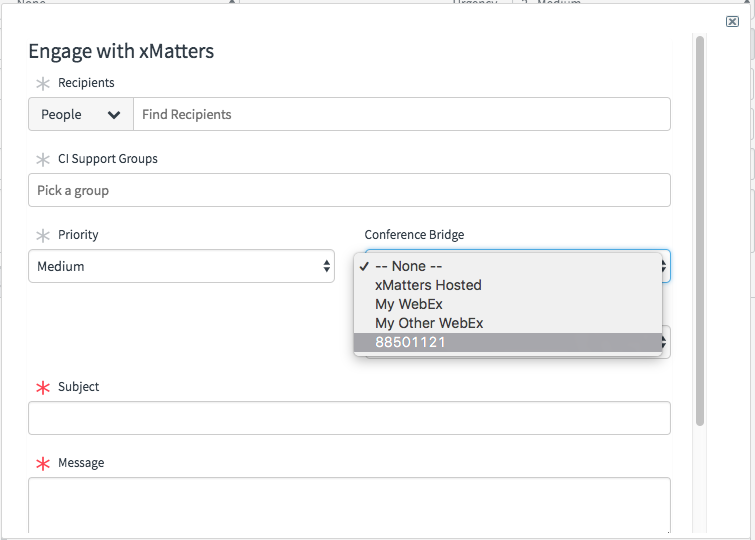 Engage with xMatters
Recipients
People Find Recipients
CI Support Groups
Pick a group
Priority Conference Bridge
Medium
✓ -- None --
xMatters Hosted
My WebEx
My Other WebEx
88501121
Subject
Message